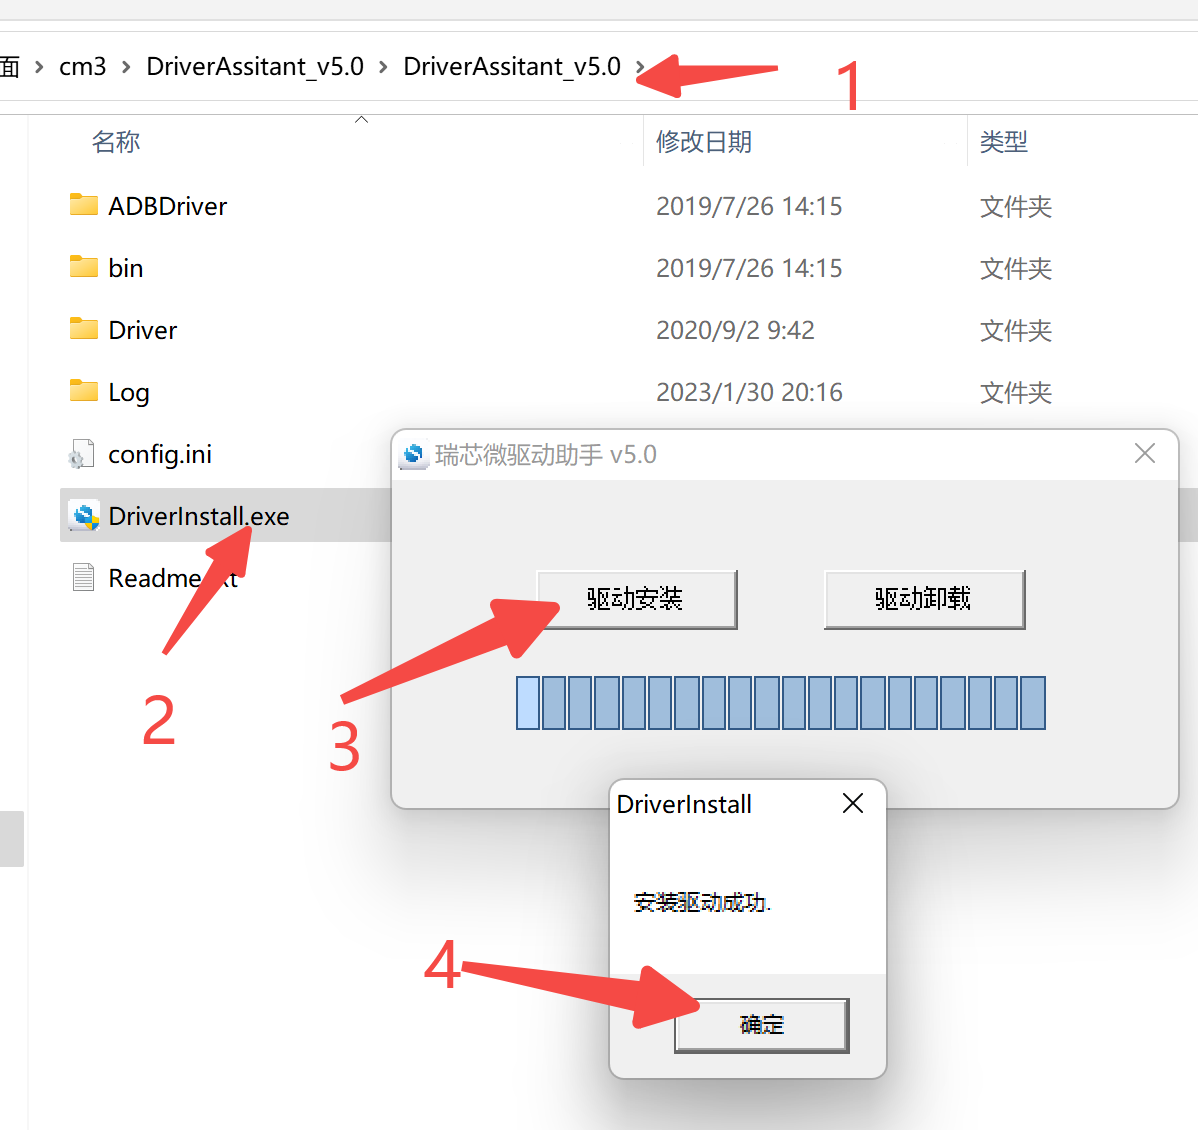 面 › cm3 › DriverAssitant_v5.0 › DriverAssitant_v5.0 ›
1
名称 修改日期 类型
ADBDriver 2019/7/26 14:15 文件夹
bin 2019/7/26 14:15 文件夹
Driver 2020/9/2 9:42 文件夹
Log 2023/1/30 20:16 文件夹
config.ini
瑞芯微驱动助手 v5.0
DriverInstall.exe
Readme.txt
驱动安装 驱动卸载
2
3
DriverInstall
安装驱动成功.
4
确定